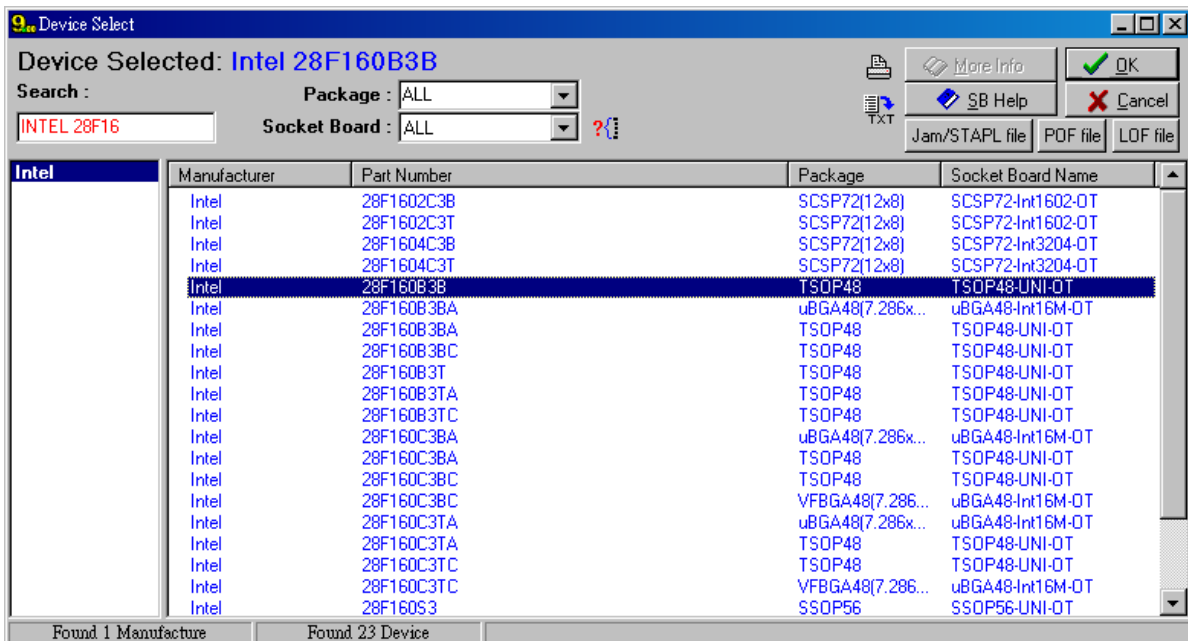 9.00 Device Select
Device Selected: Intel 28F160B3B
More Info
OK
Search :
Package : ALL
SB Help
Cancel
INTEL 28F16
Socket Board : ALL
?{
TXT
Jam/STAPL file
POF file
LOF file
Intel
Manufacturer Part Number Package Socket Board Name
Intel 28F1602C3B SCSP72(12x8) SCSP72-Int1602-OT
Intel 28F1602C3T SCSP72(12x8) SCSP72-Int1602-OT
Intel 28F1604C3B SCSP72(12x8) SCSP72-Int3204-OT
Intel 28F1604C3T SCSP72(12x8) SCSP72-Int3204-OT
Intel 28F160B3B TSOP48 TSOP48-UNI-OT
Intel 28F160B3BA uBGA48(7.286x... uBGA48-Int16M-OT
Intel 28F160B3BA TSOP48 TSOP48-UNI-OT
Intel 28F160B3BC TSOP48 TSOP48-UNI-OT
Intel 28F160B3T TSOP48 TSOP48-UNI-OT
Intel 28F160B3TA TSOP48 TSOP48-UNI-OT
Intel 28F160B3TC TSOP48 TSOP48-UNI-OT
Intel 28F160C3BA uBGA48(7.286x... uBGA48-Int16M-OT
Intel 28F160C3BA TSOP48 TSOP48-UNI-OT
Intel 28F160C3BC TSOP48 TSOP48-UNI-OT
Intel 28F160C3BC VFBGA48(7.286... uBGA48-Int16M-OT
Intel 28F160C3TA uBGA48(7.286x... uBGA48-Int16M-OT
Intel 28F160C3TA TSOP48 TSOP48-UNI-OT
Intel 28F160C3TC TSOP48 TSOP48-UNI-OT
Intel 28F160C3TC VFBGA48(7.286... uBGA48-Int16M-OT
Intel 28F160S3 SSOP56 SSOP56-UNI-OT
Found 1 Manufacture
Found 23 Device